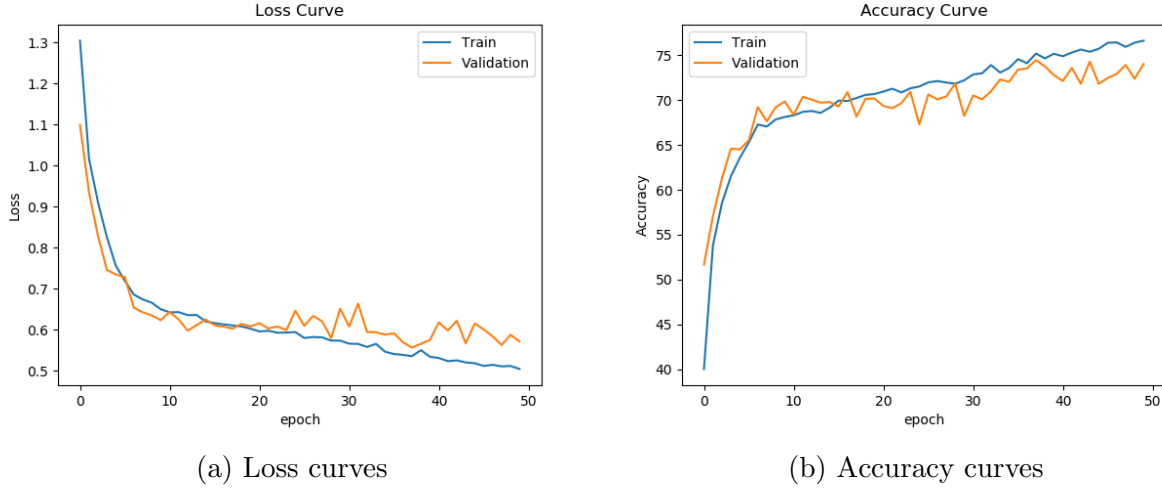 Loss Curve
1.3
1.2
1.1
1.0
0.9
0.8
0.7
0.6
0.5
Loss
0 10 20 30 40 50
epoch
Train
Validation
(a) Loss curves
Accuracy Curve
75
70
65
60
55
50
45
40
Accuracy
0 10 20 30 40 50
epoch
Train
Validation
(b) Accuracy curves